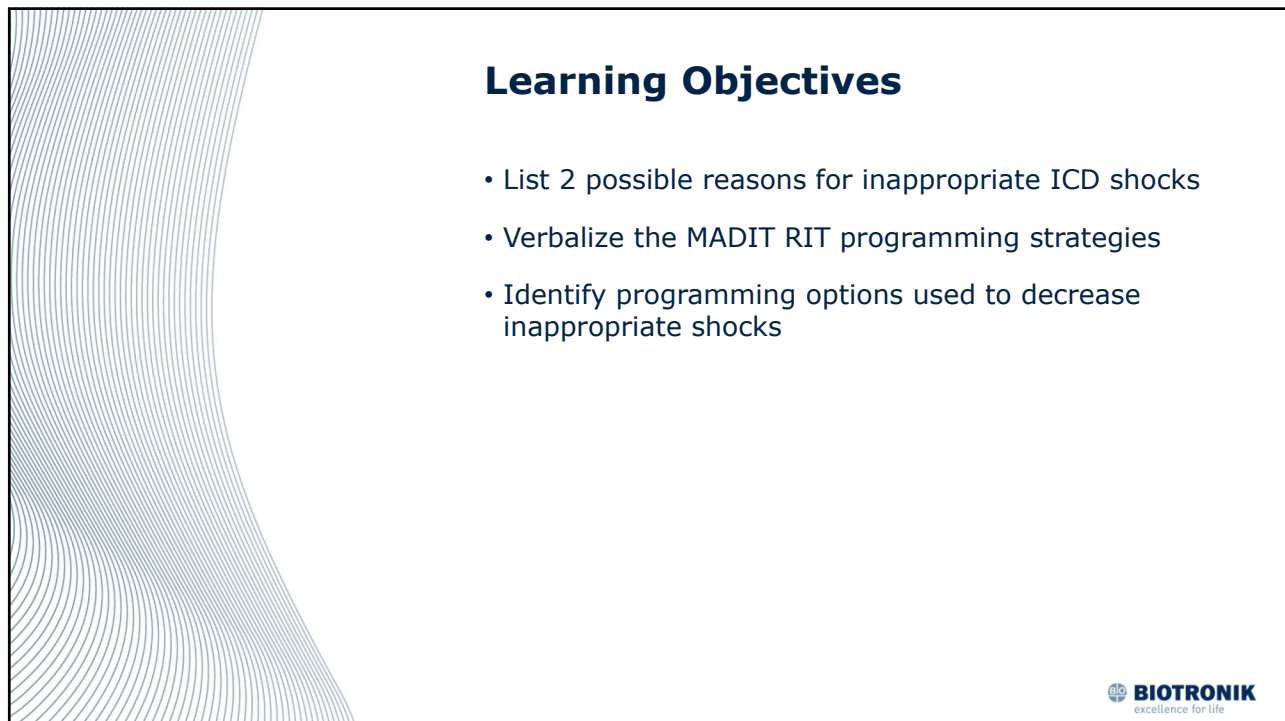 Learning Objectives
• List 2 possible reasons for inappropriate ICD shocks
• Verbalize the MADIT RIT programming strategies
• Identify programming options used to decrease
inappropriate shocks
BIO BIOTRONIK
excellence for life